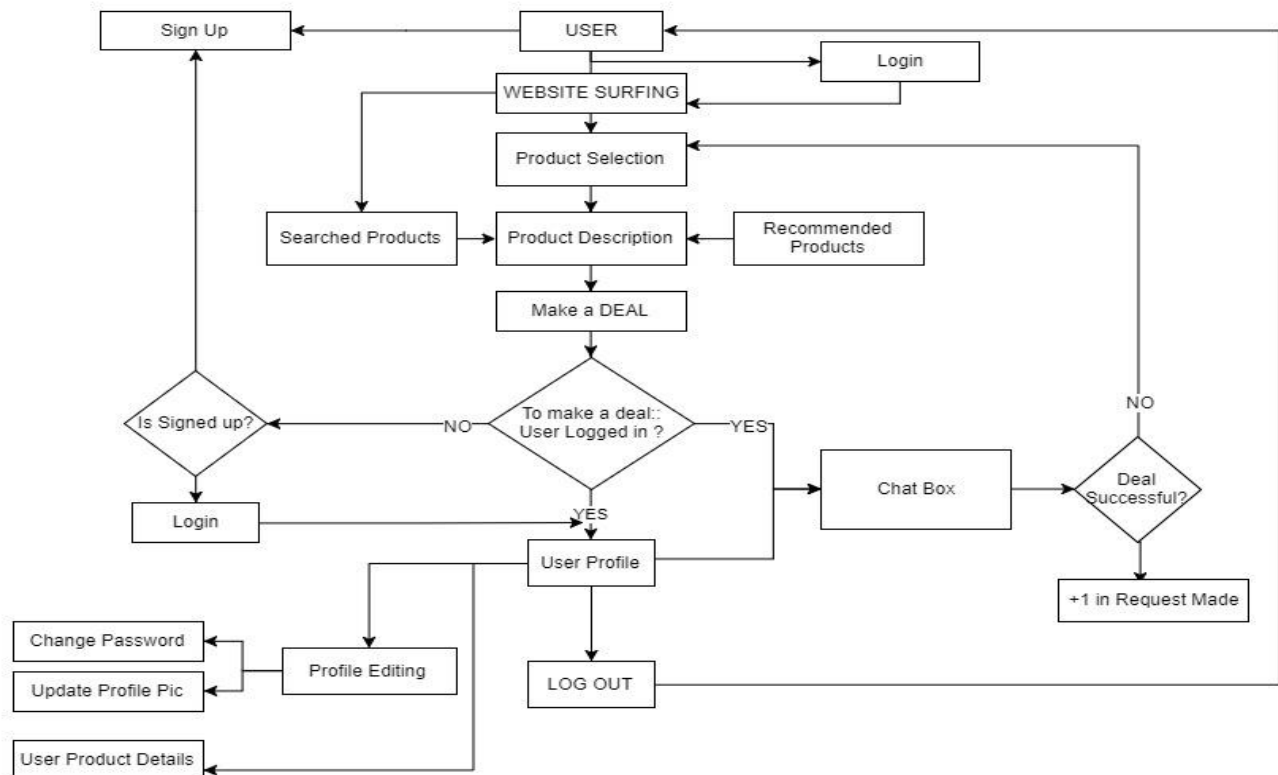 Sign Up
USER
Login
WEBSITE SURFING
Product Selection
Searched Products
Product Description
Recommended
Products
Make a DEAL
Is Signed up?
NO
To make a deal::
User Logged in ?
YES
NO
Chat Box
Deal
Successful?
Login
YES
User Profile
+1 in Request Made
Change Password
Profile Editing
Update Profile Pic
LOG OUT
User Product Details